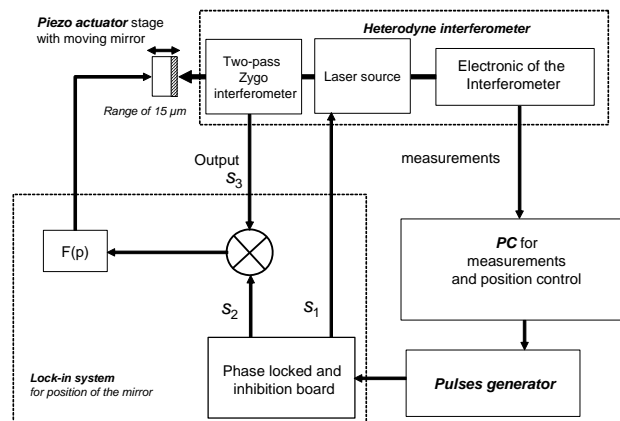 Piezo actuator stage
with moving mirror
Heterodyne interferometer
Two-pass
Zygo
interferometer
Laser source
Electronic of the
Interferometer
Range of 15 µm
Output
s3
measurements
F(p)
PC for
measurements
and position control
s2
s1
Lock-in system
for position of the mirror
Phase locked and
inhibition board
Pulses generator